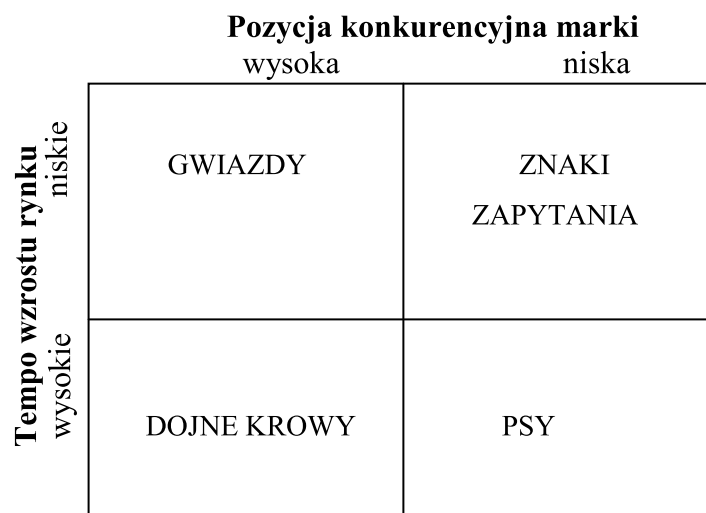 Pozycja konkurencyjna marki
wysoka niska
Tempo wzrostu rynku
niskie
wysokie
GWIAZDY
ZNAKI
ZAPYTANIA
DOJNE KROWY
PSY